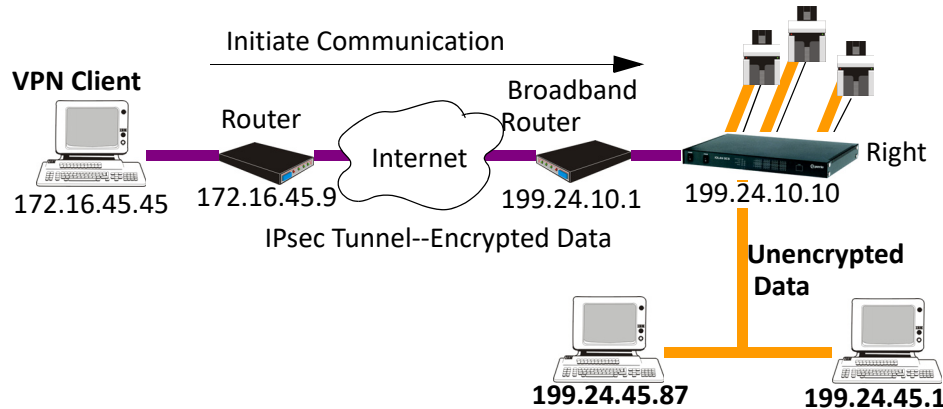 Initiate Communication
VPN Client
Broadband
Router
Router
Internet
Right
172.16.45.45
172.16.45.9
199.24.10.1
199.24.10.10
IPsec Tunnel--Encrypted Data
Unencrypted
Data
199.24.45.87
199.24.45.1